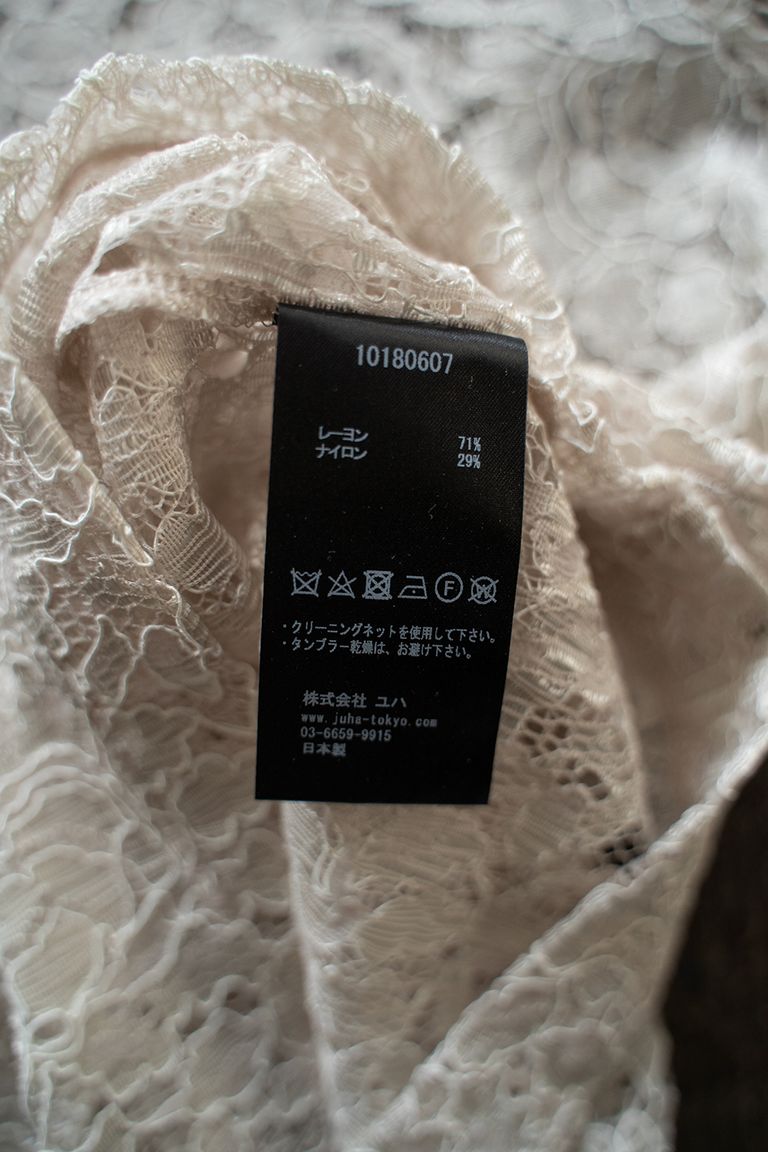 10180607
レーヨン 71%
ナイロン 29%
F W
・クリーニングネットを使用して下さい。
・タンブラー乾燥は、お避け下さい。
株式会社 ユハ
www.juha-tokyo.com
03-6659-9915
日本製